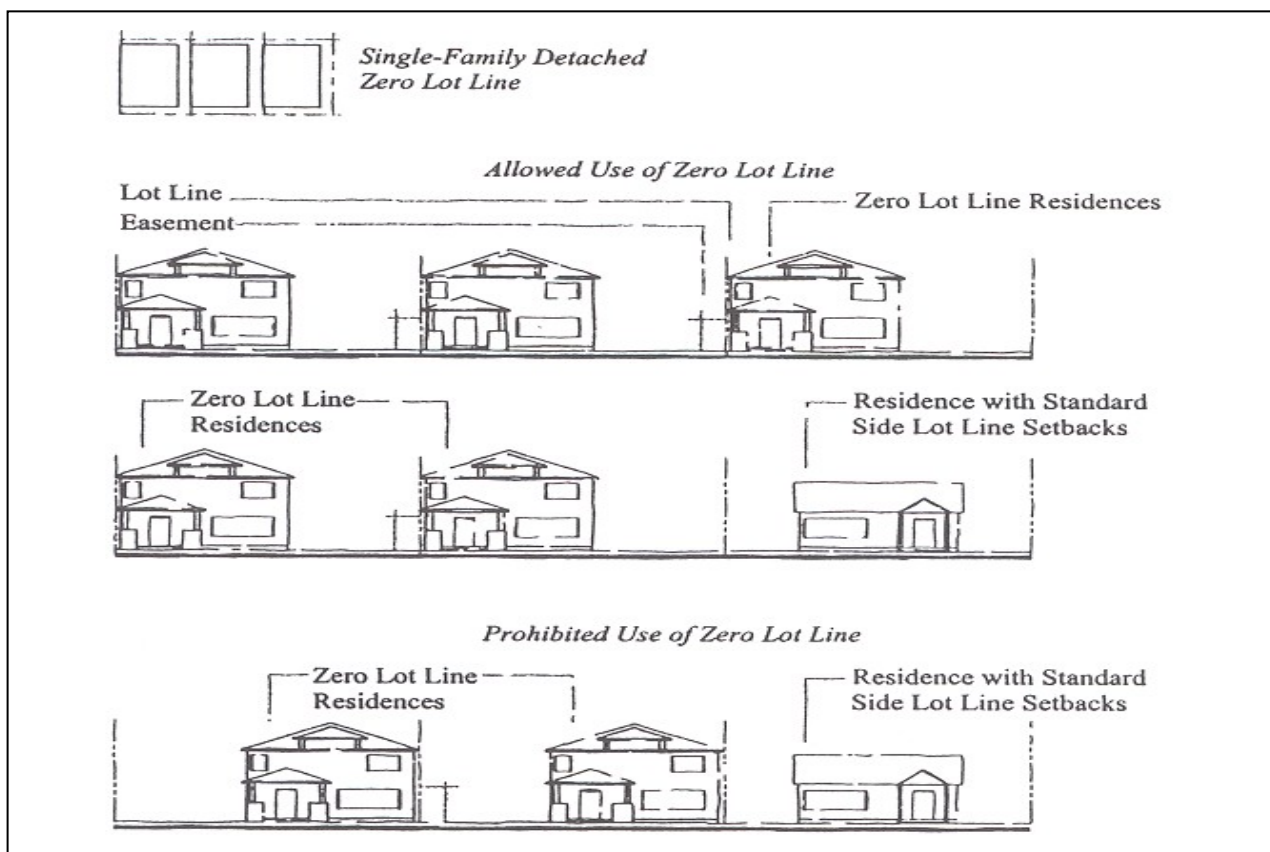 Single-Family Detached
Zero Lot Line
Allowed Use of Zero Lot Line
Lot Line
Easement
Zero Lot Line Residences
Zero Lot Line
Residences
Residence with Standard
Side Lot Line Setbacks
Prohibited Use of Zero Lot Line
Zero Lot Line
Residences
Residence with Standard
Side Lot Line Setbacks